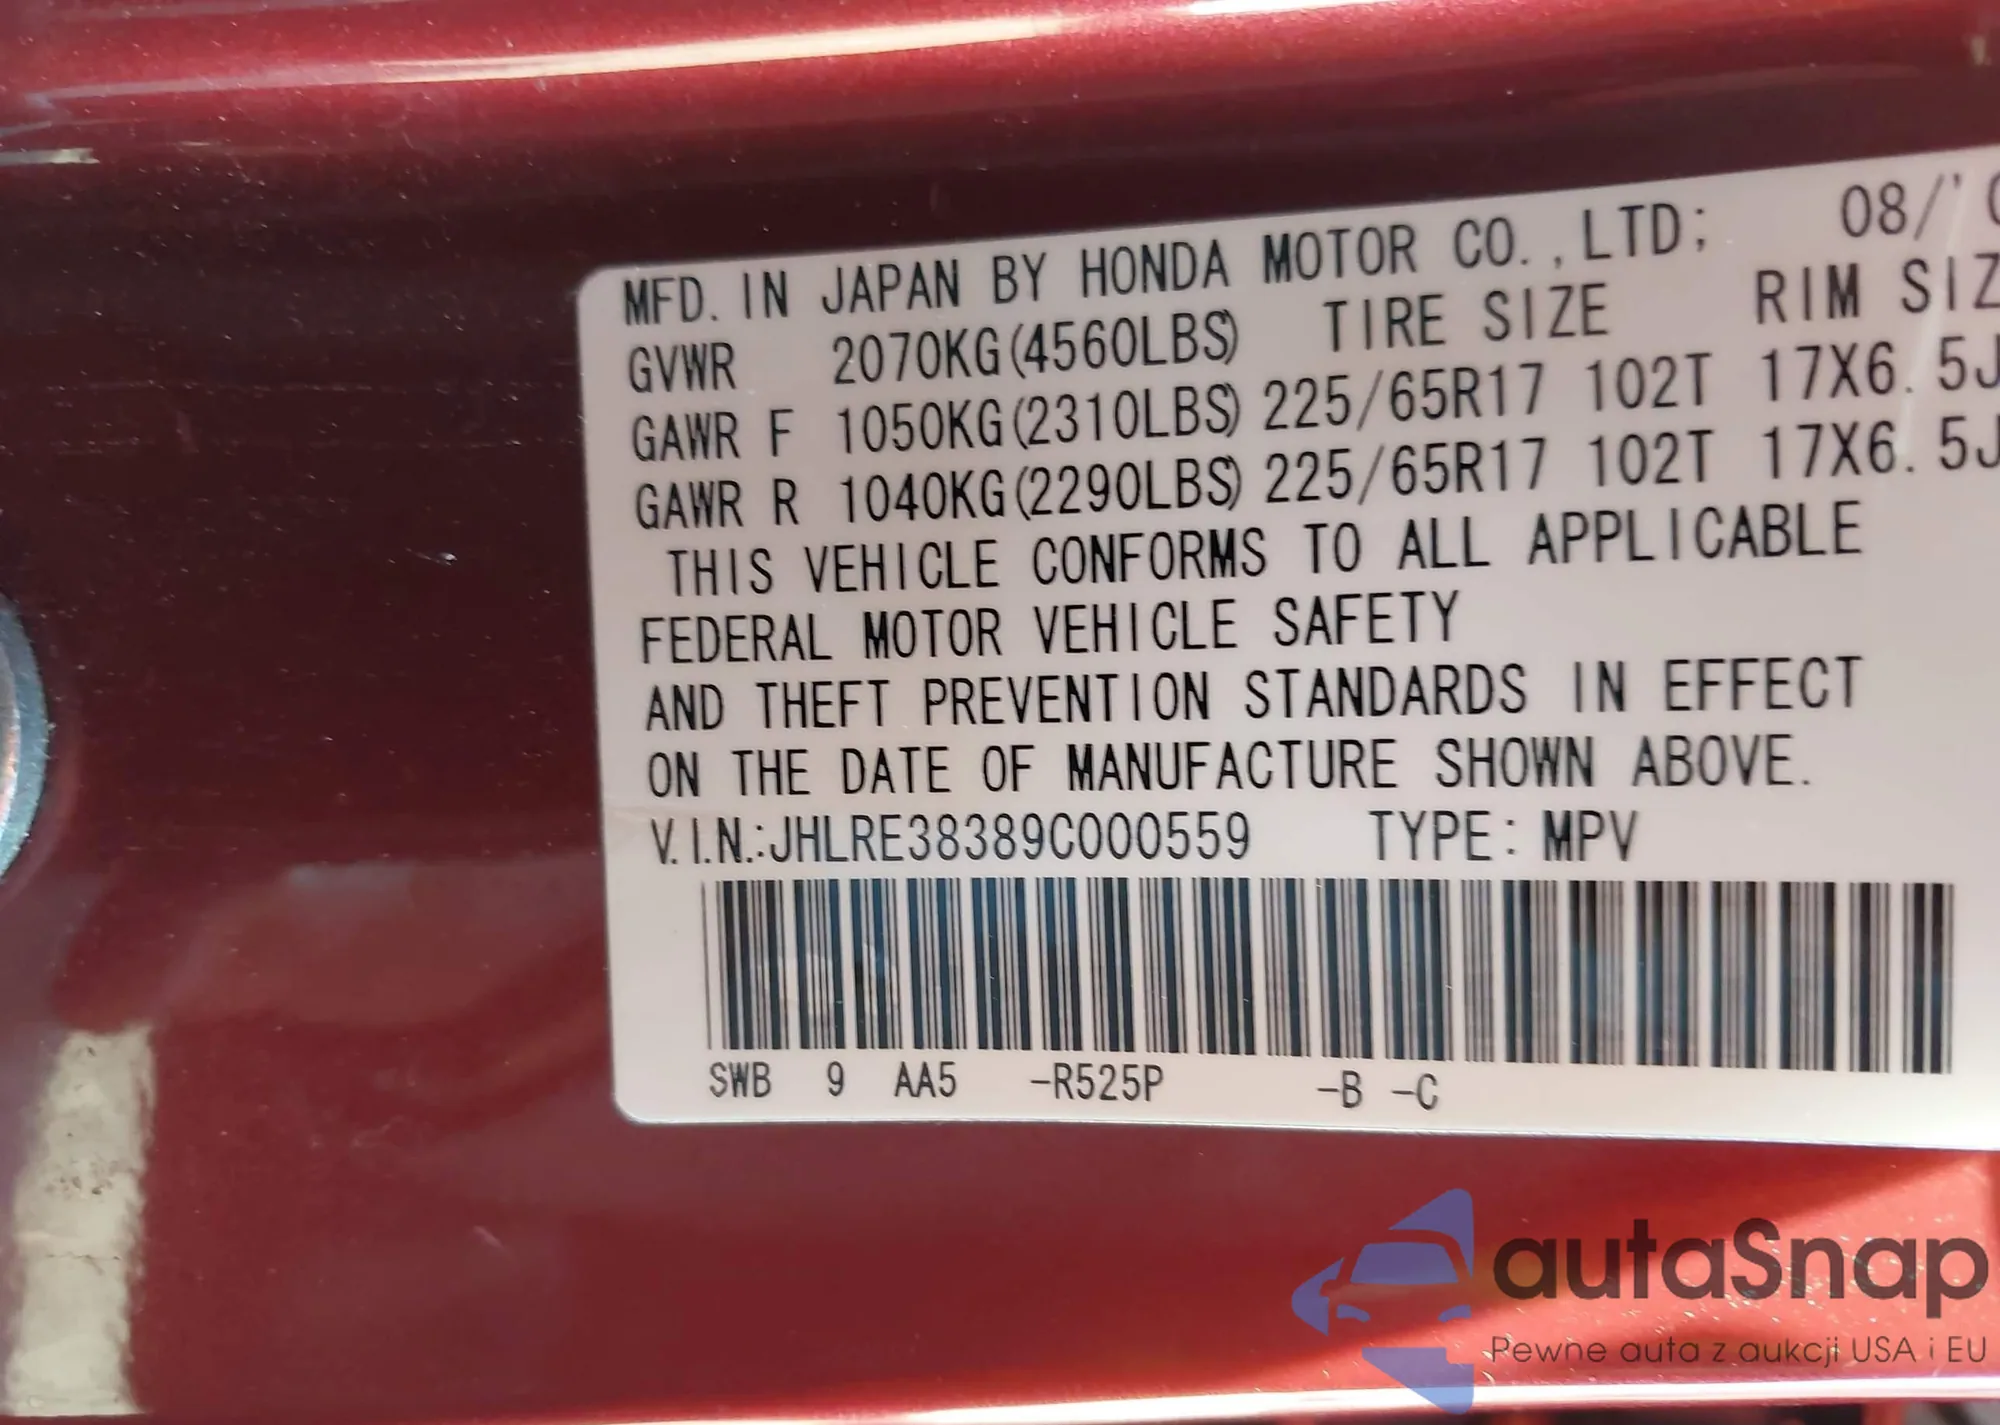 MFD. IN JAPAN BY HONDA MOTOR CO.,LTD; 08/'
GVWR 2070KG(4560LBS) TIRE SIZE RIM SIZ
GAWR F 1050KG(2310LBS) 225/65R17 102T 17X6.5J
GAWR R 1040KG(2290LBS) 225/65R17 102T 17X6.5J
THIS VEHICLE CONFORMS TO ALL APPLICABLE
FEDERAL MOTOR VEHICLE SAFETY
AND THEFT PREVENTION STANDARDS IN EFFECT
ON THE DATE OF MANUFACTURE SHOWN ABOVE.
V.I.N.:JHLRE38389C000559 TYPE: MPV
SWB 9 AA5 -R525P -B -C
autaSnap
Pewne auta z aukcji USA i EU